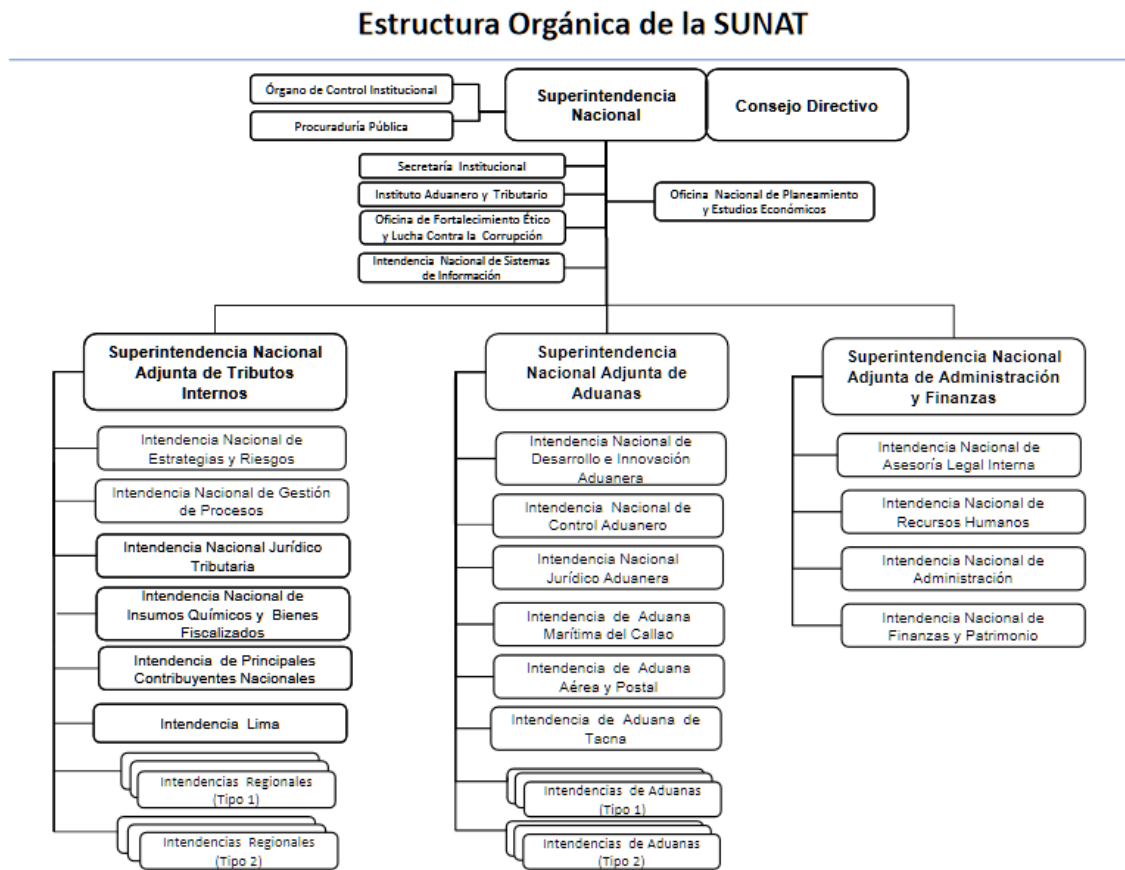 Estructura Orgánica de la SUNAT
Órgano de Control Institucional
Procuraduría Pública
Superintendencia
Nacional
Consejo Directivo
Secretaría Institucional
Instituto Aduanero y Tributario
Oficina de Fortalecimiento Ético
y Lucha Contra la Corrupción
Intendencia Nacional de Sistemas
de Información
Oficina Nacional de Planeamiento
y Estudios Económicos
Superintendencia Nacional
Adjunta de Tributos
Internos
Intendencia Nacional de
Estrategias y Riesgos
Intendencia Nacional de Gestión
de Procesos
Intendencia Nacional Jurídico
Tributaria
Intendencia Nacional de
Insumos Químicos y Bienes
Fiscalizados
Intendencia de Principales
Contribuyentes Nacionales
Intendencia Lima
Intendencias Regionales
(Tipo 1)
Intendencias Regionales
(Tipo 2)
Superintendencia
Nacional Adjunta de
Aduanas
Intendencia Nacional de
Desarrollo e Innovación
Aduanera
Intendencia Nacional de
Control Aduanero
Intendencia Nacional
Jurídico Aduanera
Intendencia de Aduana
Marítima del Callao
Intendencia de Aduana
Aérea y Postal
Intendencia de Aduana de
Tacna
Intendencias de Aduanas
(Tipo 1)
Intendencias de Aduanas
(Tipo 2)
Superintendencia Nacional
Adjunta de Administración
y Finanzas
Intendencia Nacional de
Asesoría Legal Interna
Intendencia Nacional de
Recursos Humanos
Intendencia Nacional de
Administración
Intendencia Nacional de
Finanzas y Patrimonio